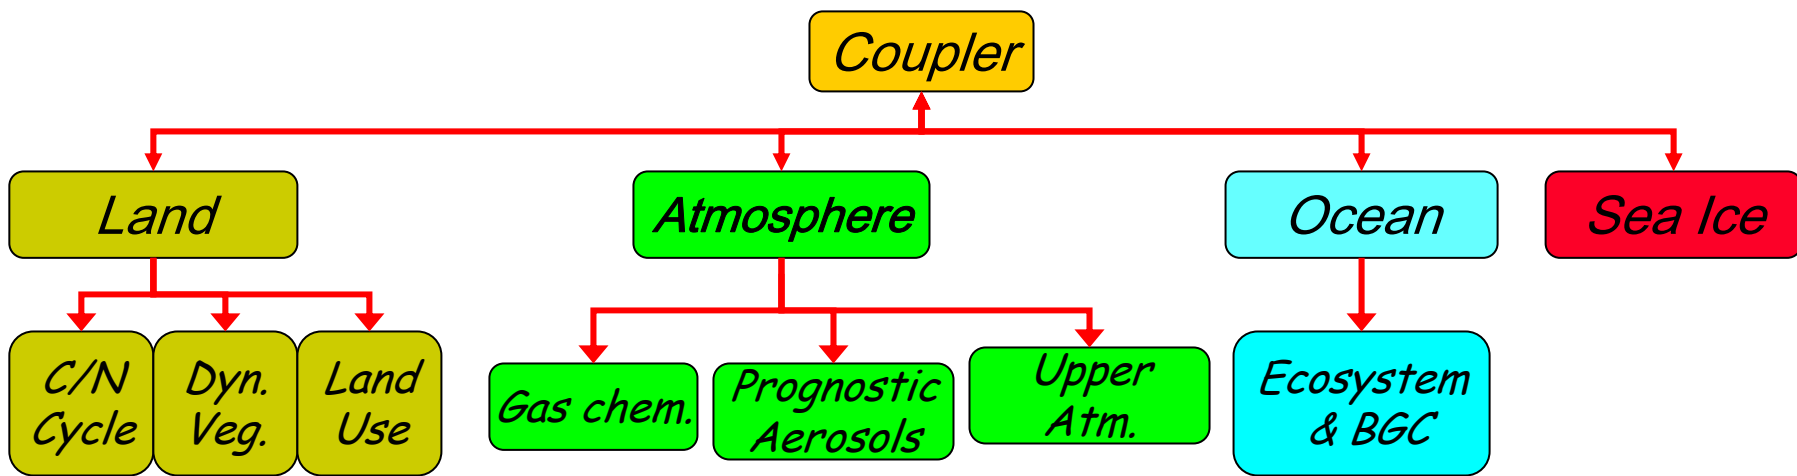 Coupler
Land
Atmosphere
Ocean
Sea Ice
C/N
Cycle
Dyn.
Veg.
Land
Use
Gas chem.
Prognostic
Aerosols
Upper
Atm.
Ecosystem
& BGC